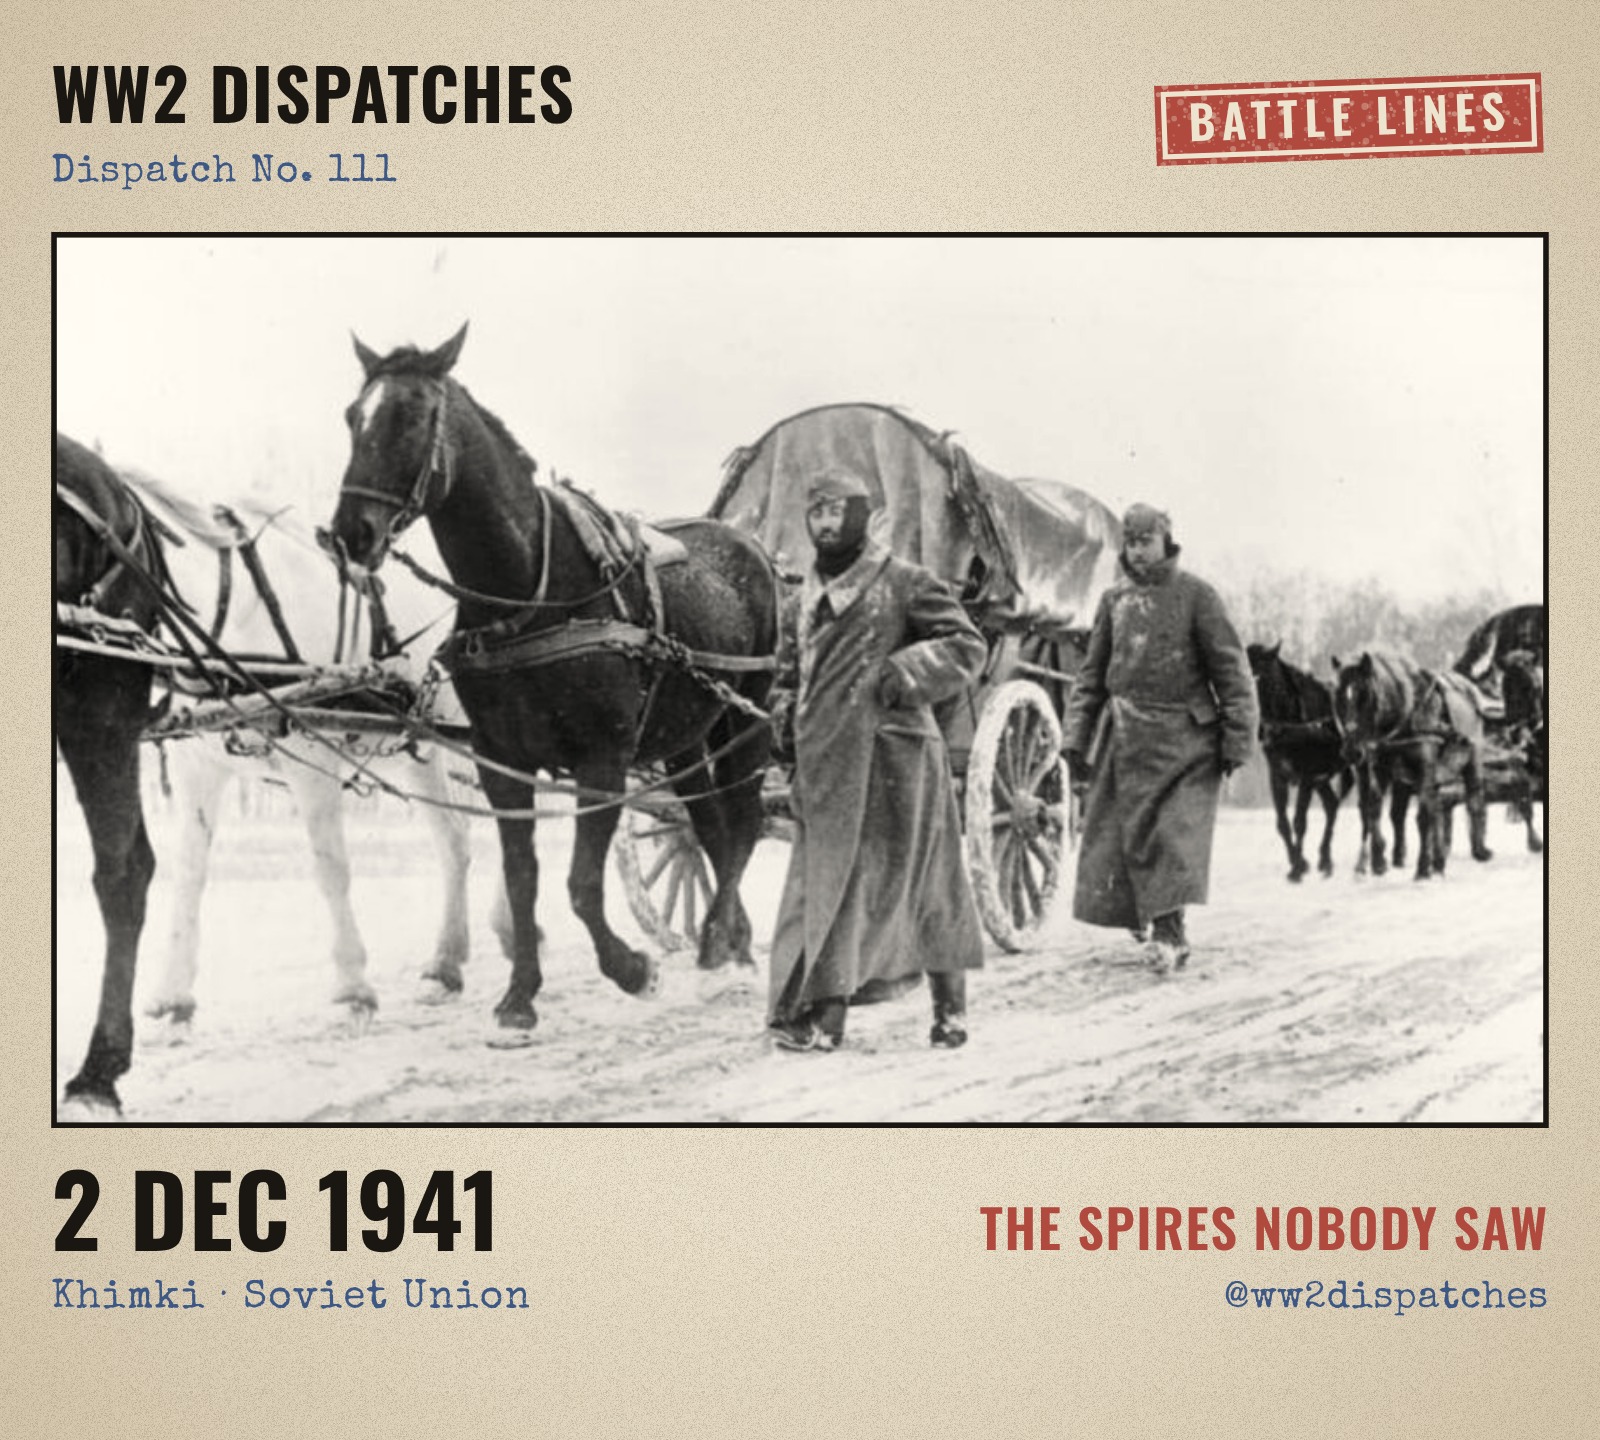 WW2 DISPATCHES
BATTLE LINES
Dispatch No. 111
2 DEC 1941
THE SPIRES NOBODY SAW
Khimki · Soviet Union
@ww2dispatches